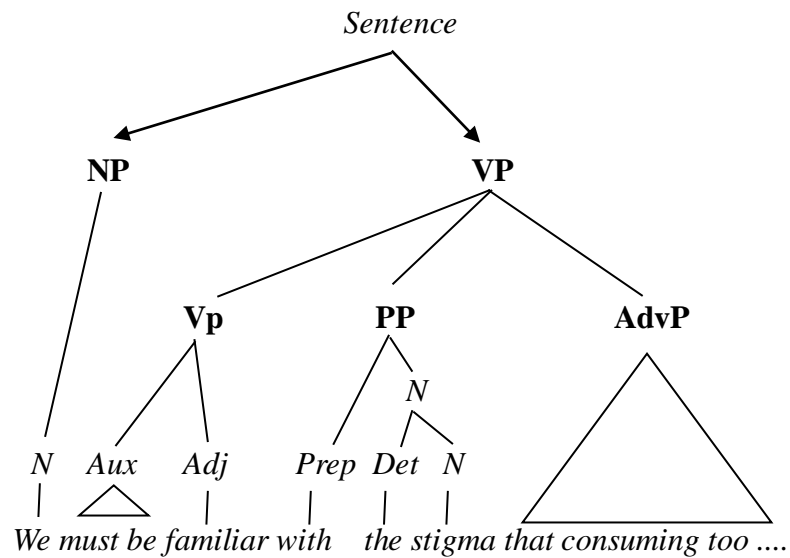 Sentence
NP VP
Vp PP AdvP
N
N Aux Adj Prep Det N
We must be familiar with the stigma that consuming too ....